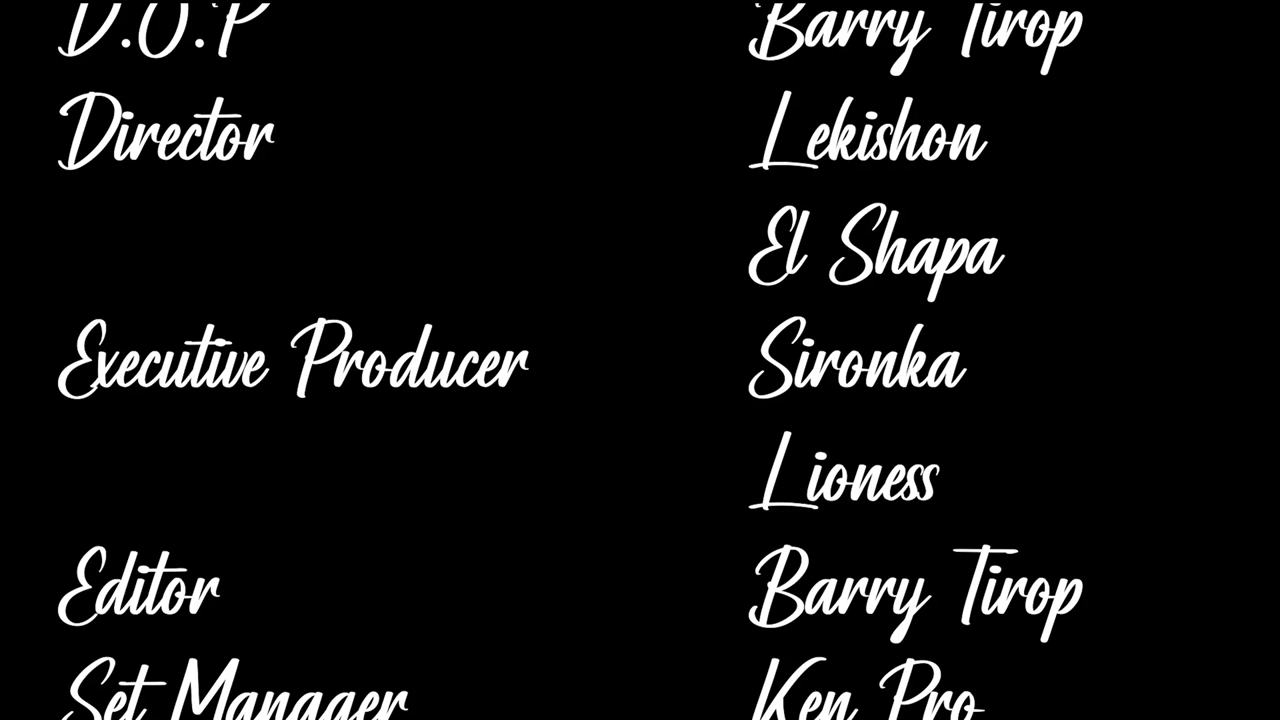 D.O.P Barry Tirop
Director Lekishon
El Shapa
Executive Producer Sironka
Lioness
Editor Barry Tirop
Set Manager Ken Pro